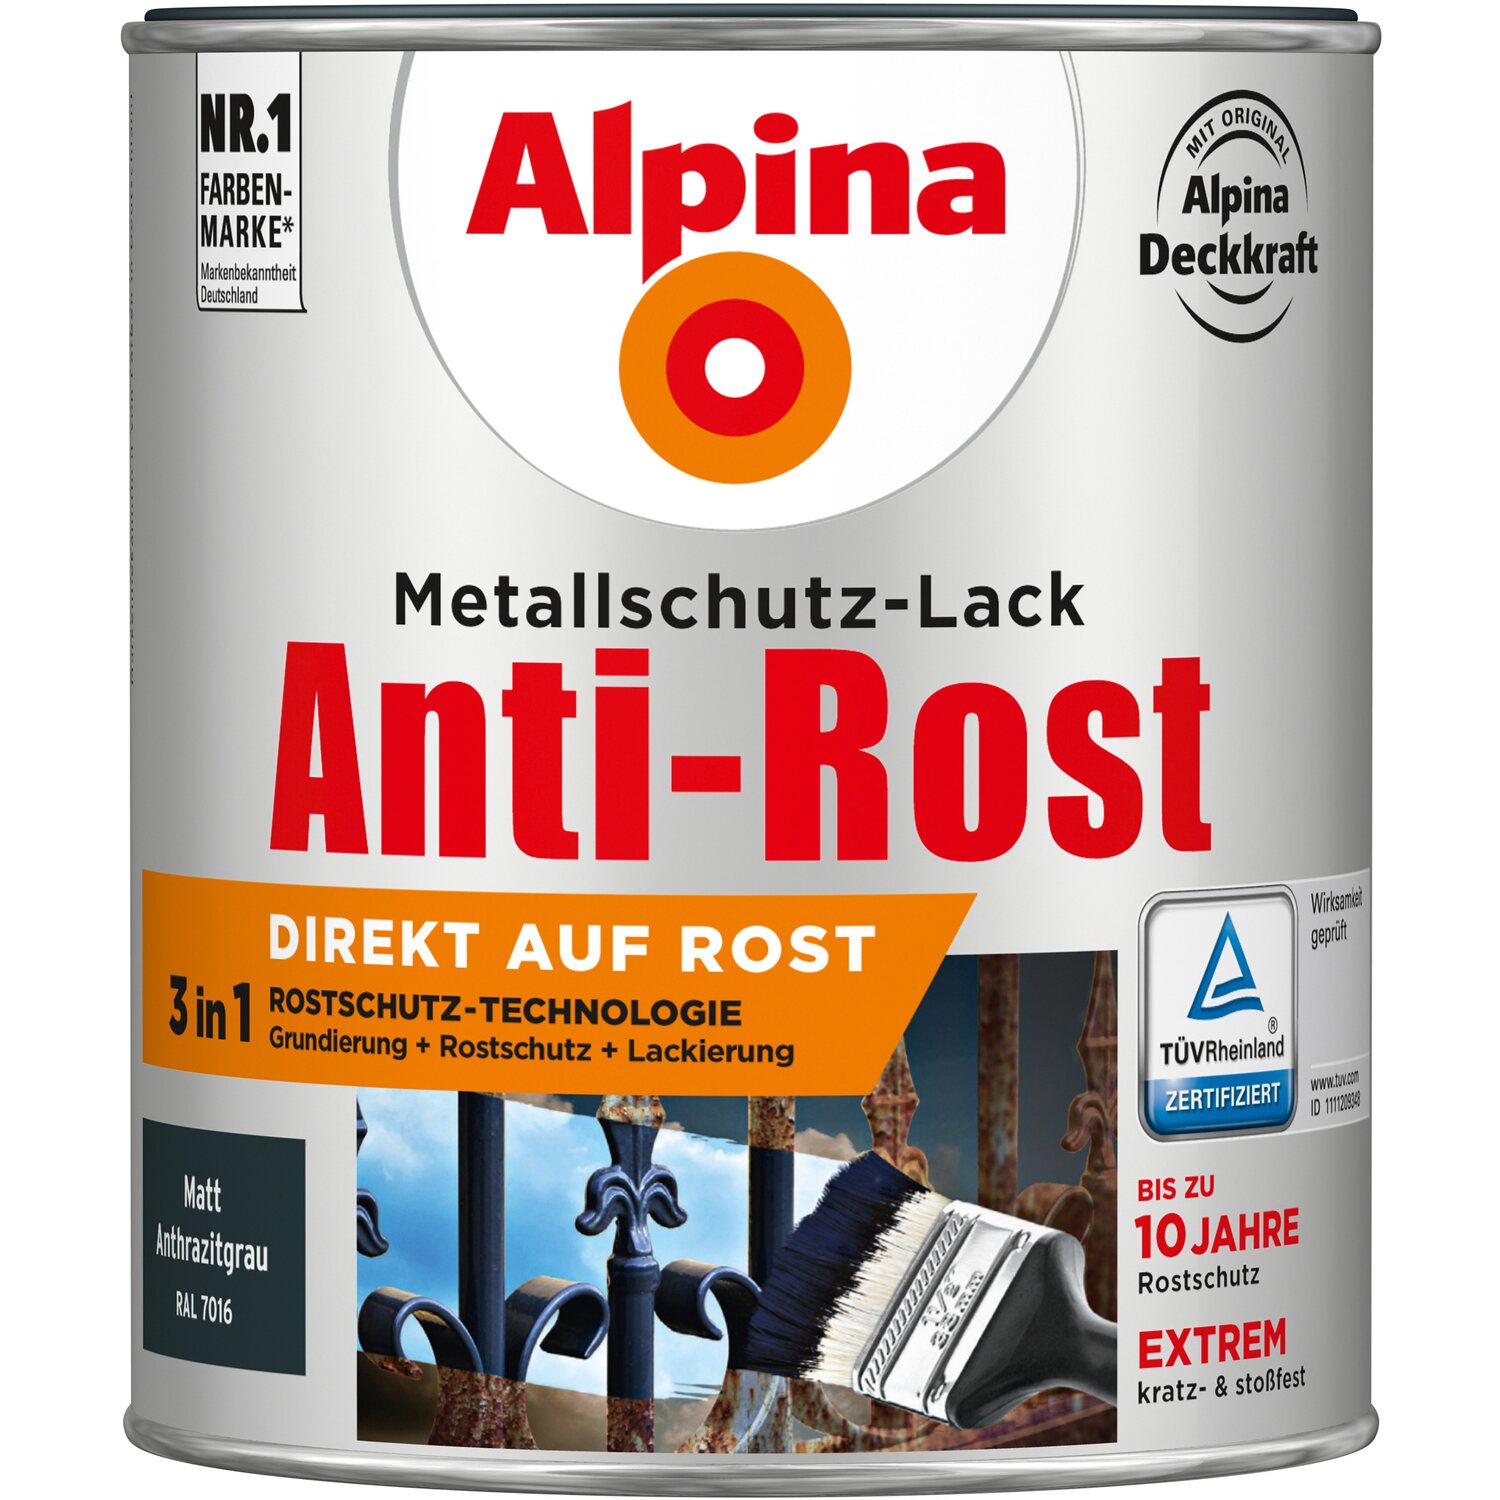 NR.1
FARBEN-
MARKE*
Markenbekanntheit
Deutschland
Alpina
MIT ORIGINAL
Alpina
Deckkraft
Metallschutz-Lack
Anti-Rost
DIREKT AUF ROST
3 in 1
ROSTSCHUTZ-TECHNOLOGIE
Grundierung + Rostschutz + Lackierung
Wirksamkeit
geprüft
®
TÜVRheinland
ZERTIFIZIERT
www.tuv.com
ID 1111209348
Matt
Anthrazitgrau
RAL 7016
BIS ZU
10 JAHRE
Rostschutz
EXTREM
kratz- & stoßfest